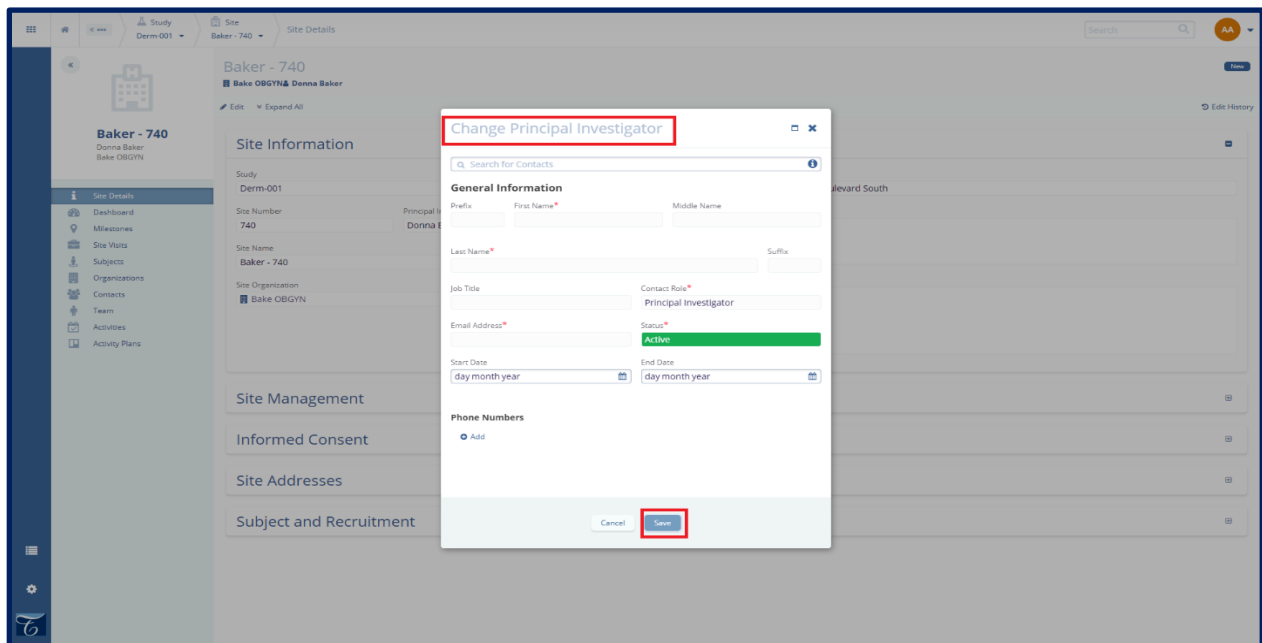 Study
Derm-001
Site
Baker - 740
Site Details
Search
AA
Baker - 740
Bake OBGYN& Donna Baker
New
Edit Expand All
Edit History
Baker - 740
Donna Baker
Bake OBGYN
Site Details
Dashboard
Milestones
Site Visits
Subjects
Organizations
Contacts
Team
Activities
Activity Plans
Site Information
Study
Derm-001
Site Number
740
Principal I
Donna B
Site Name
Baker - 740
Site Organization
Bake OBGYN
levard South
Site Management
Informed Consent
Site Addresses
Subject and Recruitment
Change Principal Investigator
Search for Contacts
General Information
Prefix First Name* Middle Name
Last Name* Suffix
Job Title Contact Role*
Principal Investigator
Email Address* Status*
Active
Start Date End Date
day month year day month year
Phone Numbers
Add
Cancel Save